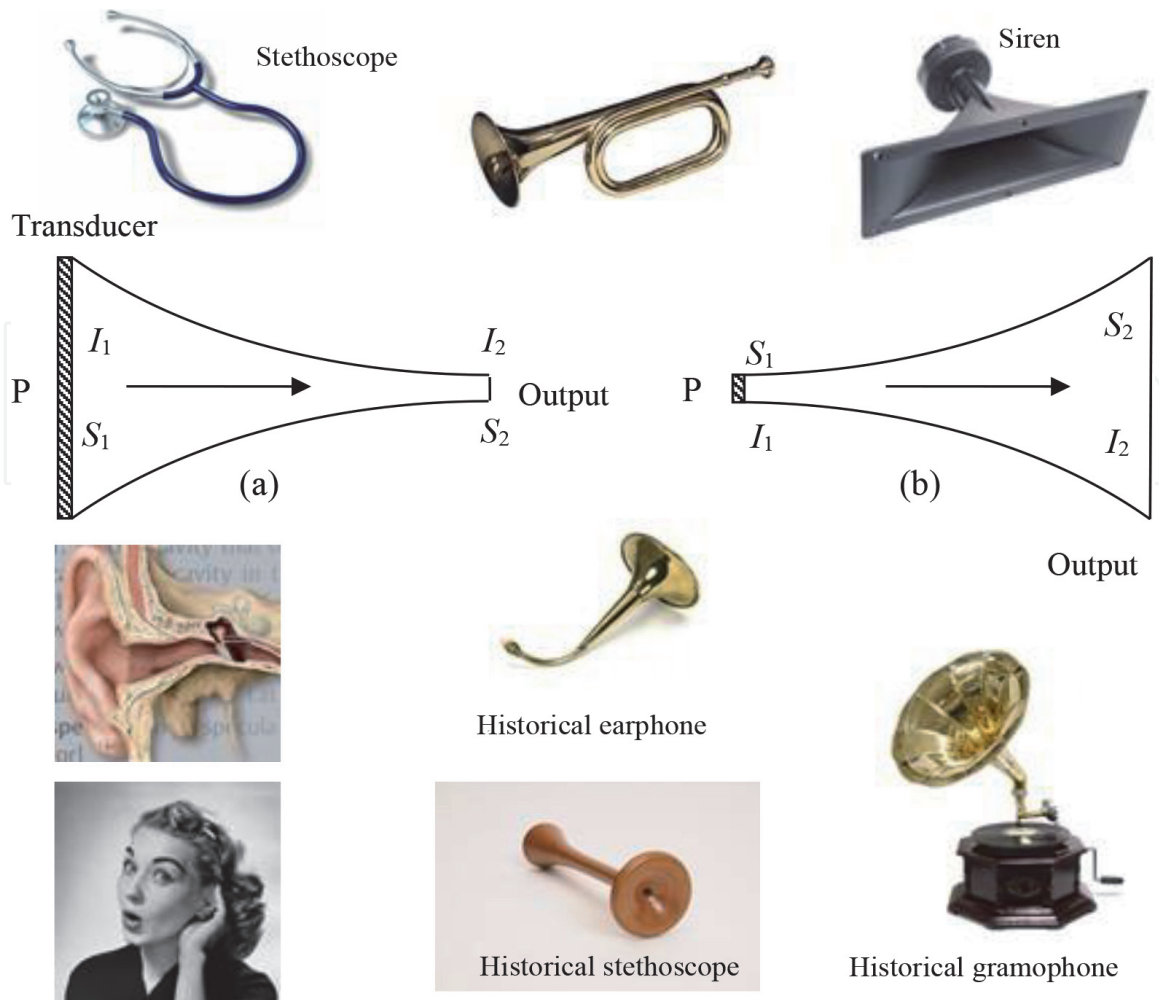 Stethoscope
Siren
Transducer
I₁
I₂
S₂
S₁
P
Output
P
S₁
S₂
I₁
I₂
(a)
(b)
Output
Historical earphone
Historical stethoscope
Historical gramophone